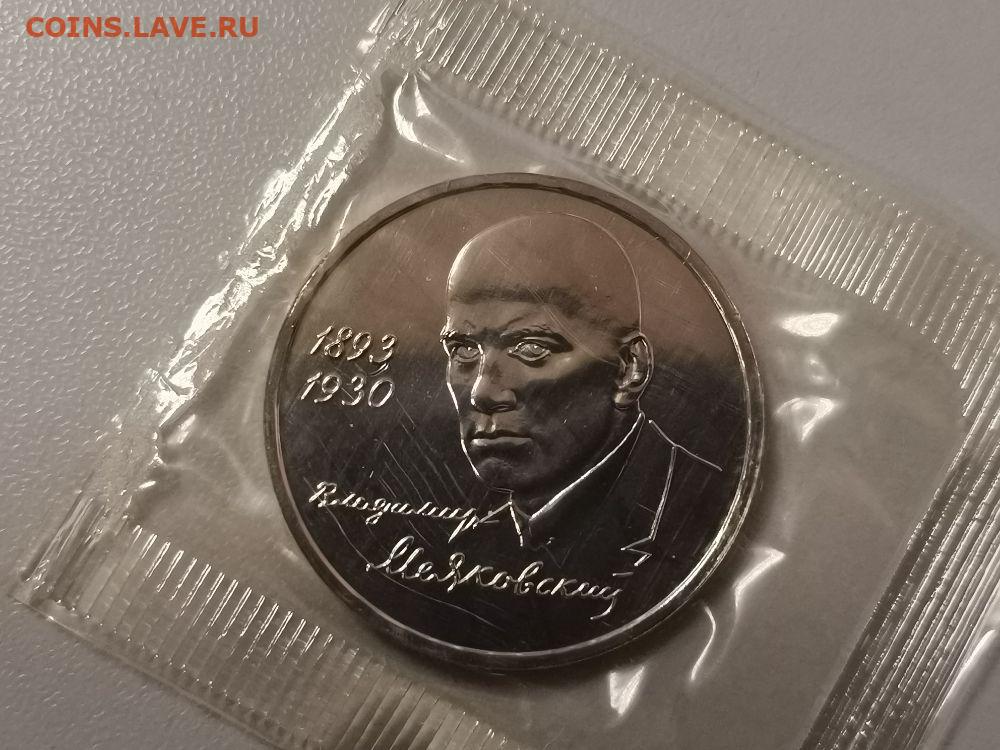 COINS.LAVE.RU
1893
1930
Владимир
Маяковский